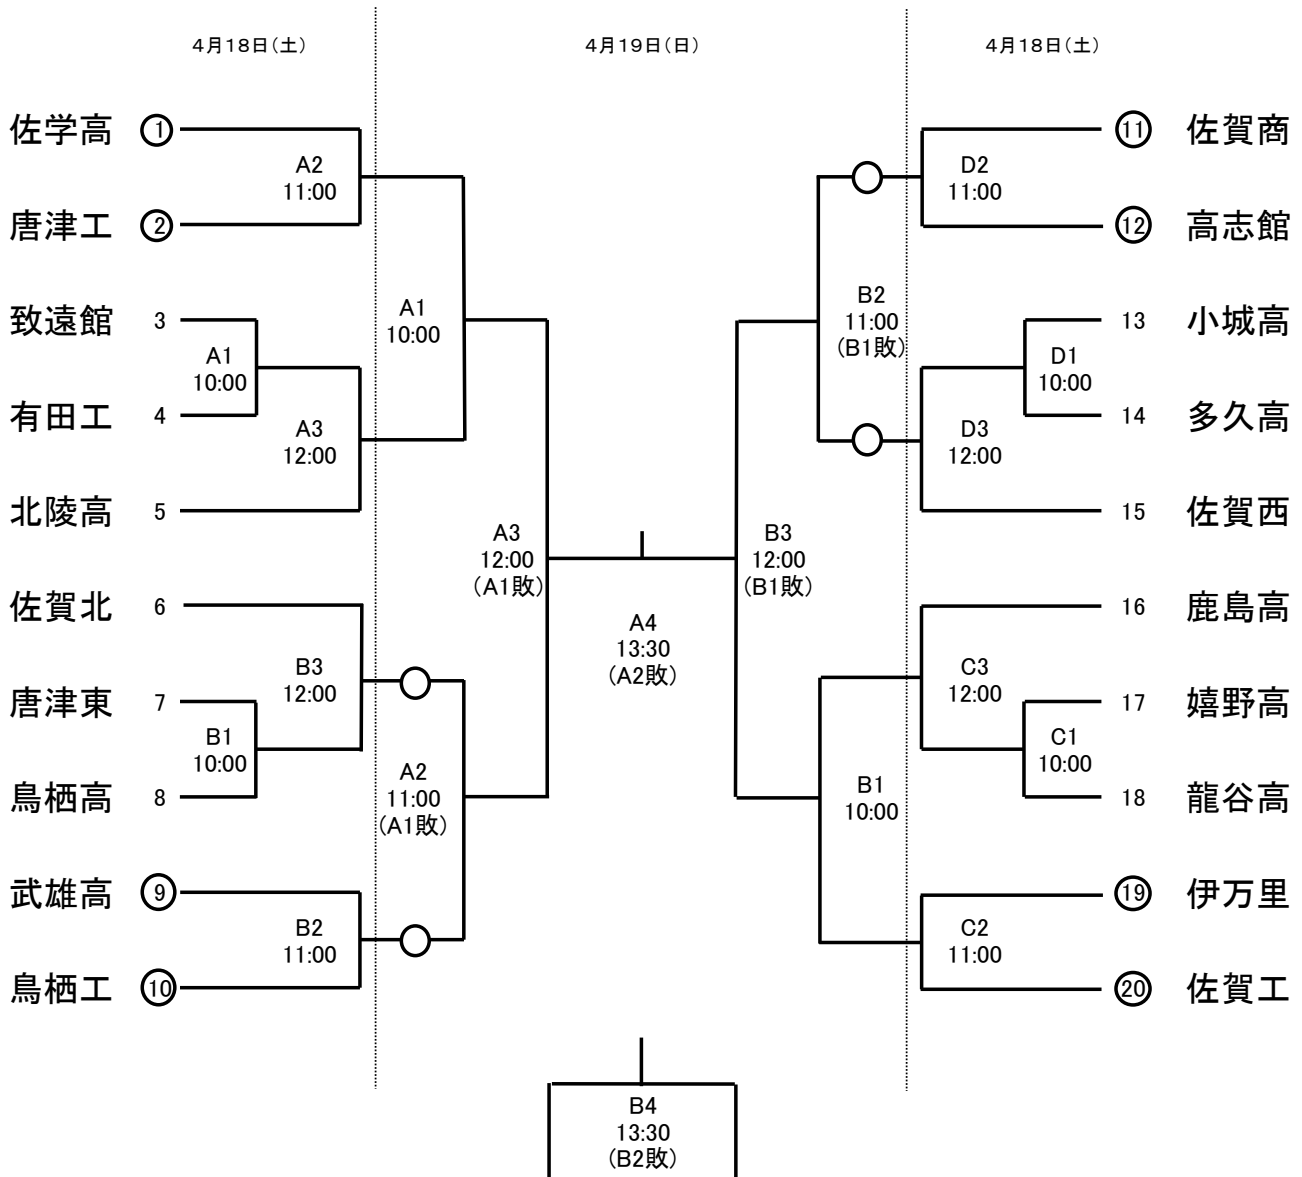 4月18日(土)
4月19日(日)
4月18日(土)
佐学高 ①
A2
11:00
唐津工 ②
致遠館 3
A1
10:00
有田工 4
A3
12:00
北陵高 5
A1
10:00
佐賀北 6
B3
12:00
唐津東 7
B1
10:00
鳥栖高 8
A2
11:00
(A1敗)
武雄高 ⑨
B2
11:00
鳥栖工 ⑩
A3
12:00
(A1敗)
A4
13:30
(A2敗)
B3
12:00
(B1敗)
B2
11:00
(B1敗)
B1
10:00
⑪ 佐賀商
D2
11:00
⑫ 高志館
13 小城高
D1
10:00
14 多久高
D3
12:00
15 佐賀西
16 鹿島高
C3
12:00
17 嬉野高
C1
10:00
18 龍谷高
⑲ 伊万里
C2
11:00
⑳ 佐賀工
B4
13:30
(B2敗)